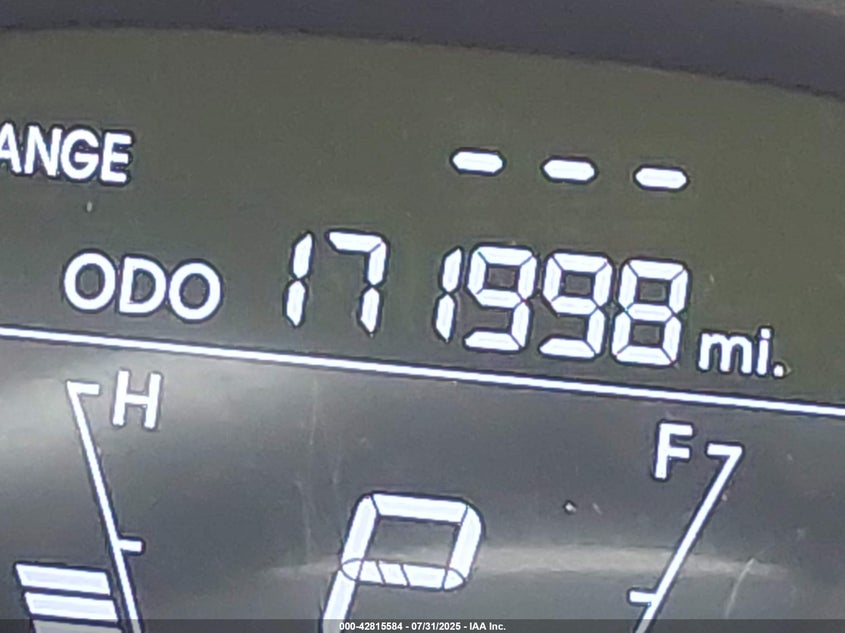 ANGE - - -
ODO 171998 mi.
H
F
P
000-42815584 - 07/31/2025 - IAA Inc.